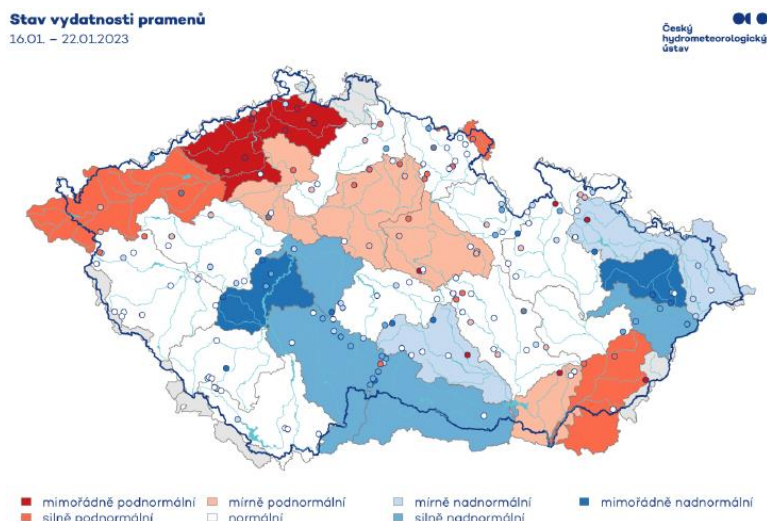 Stav vydatnosti pramenů
16.01. – 22.01.2023
Český
hydrometeorologický
ústav
mimořádně podnormální
mírně podnormální
mírně nadnormální
mimořádně nadnormální
silně podnormální
normální
silně nadnormální